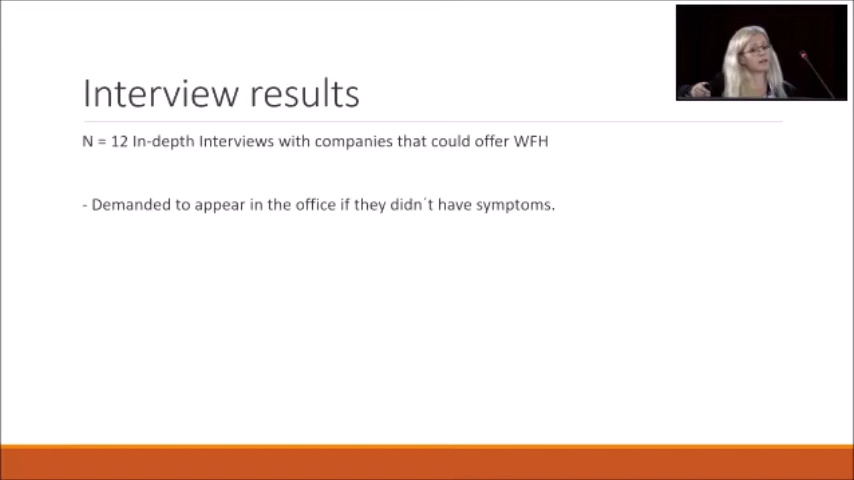 Interview results
N = 12 In-depth Interviews with companies that could offer WFH
- Demanded to appear in the office if they didn´t have symptoms.